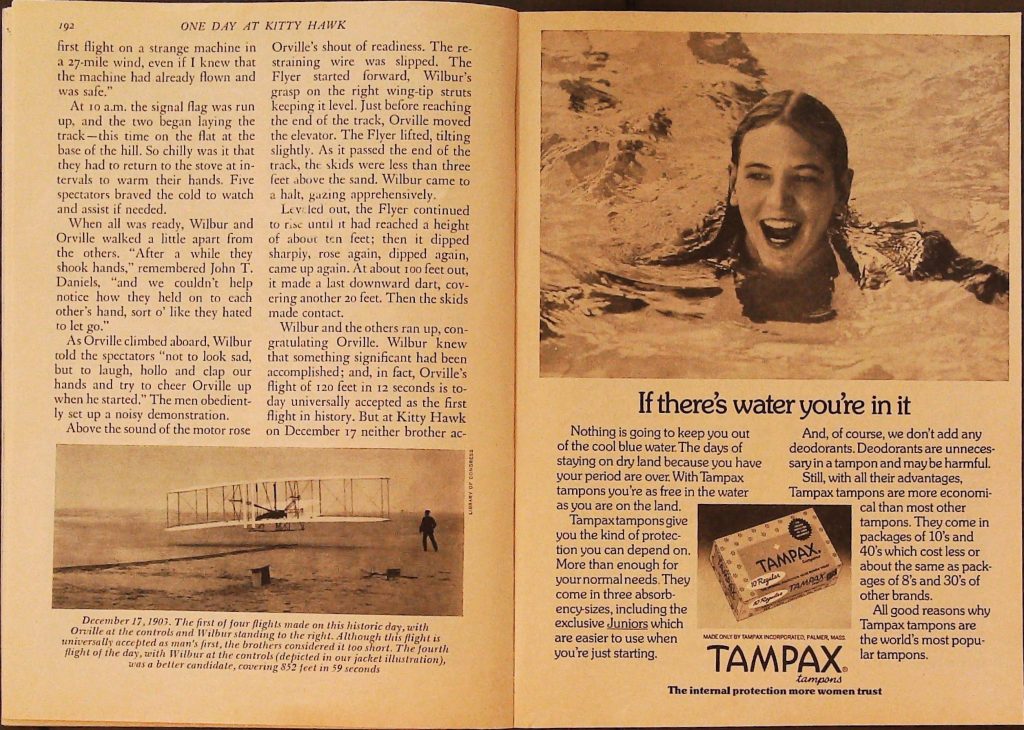 192
ONE DAY AT KITTY HAWK
first flight on a strange machine in
a 27-mile wind, even if I knew that
the machine had already flown and
was safe."
At 10 a.m. the signal flag was run
up, and the two began laying the
track—this time on the flat at the
base of the hill. So chilly was it that
they had to return to the stove at in-
tervals to warm their hands. Five
spectators braved the cold to watch
and assist if needed.
When all was ready, Wilbur and
Orville walked a little apart from
the others. "After a while they
shook hands," remembered John T.
Daniels, "and we couldn't help
notice how they held on to each
other's hand, sort o' like they hated
to let go."
As Orville climbed aboard, Wilbur
told the spectators "not to look sad,
but to laugh, hollo and clap our
hands and try to cheer Orville up
when he started." The men obedient-
ly set up a noisy demonstration.
Above the sound of the motor rose
Orville's shout of readiness. The re-
straining wire was slipped. The
Flyer started forward, Wilbur's
grasp on the right wing-tip struts
keeping it level. Just before reaching
the end of the track, Orville moved
the elevator. The Flyer lifted, tilting
slightly. As it passed the end of the
track, the skids were less than three
feet above the sand. Wilbur came to
a halt, gazing apprehensively.
Leveled out, the Flyer continued
to rise until it had reached a height
of about ten feet; then it dipped
sharply, rose again, dipped again,
came up again. At about 100 feet out,
it made a last downward dart, cov-
ering another 20 feet. Then the skids
made contact.
Wilbur and the others ran up, con-
gratulating Orville. Wilbur knew
that something significant had been
accomplished; and, in fact, Orville's
flight of 120 feet in 12 seconds is to-
day universally accepted as the first
flight in history. But at Kitty Hawk
on December 17 neither brother ac-
LIBRARY OF CONGRESS
December 17, 1903. The first of four flights made on this historic day, with
Orville at the controls and Wilbur standing to the right. Although this flight is
universally accepted as man's first, the brothers considered it too short. The fourth
flight of the day, with Wilbur at the controls (depicted in our jacket illustration),
was a better candidate, covering 852 feet in 59 seconds
If there's water you're in it
Nothing is going to keep you out
of the cool blue water. The days of
staying on dry land because you have
your period are over. With Tampax
tampons you're as free in the water
as you are on the land.
Tampax tampons give
you the kind of protec-
tion you can depend on.
More than enough for
your normal needs. They
come in three absorb-
ency-sizes, including the
exclusive Juniors which
are easier to use when
you're just starting.
And, of course, we don't add any
deodorants. Deodorants are unneces-
sary in a tampon and may be harmful.
Still, with all their advantages,
Tampax tampons are more economi-
cal than most other
tampons. They come in
packages of 10's and
40's which cost less or
about the same as pack-
ages of 8's and 30's of
other brands.
All good reasons why
Tampax tampons are
the world's most popu-
lar tampons.
TAMPAX
tampons
10 Regular
10 Regular
TAMPAX
MADE ONLY BY TAMPAX INCORPORATED, PALMER, MASS.
TAMPAX®
tampons
The internal protection more women trust